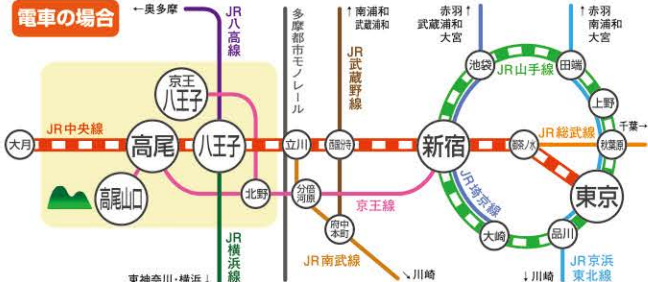 電車の場合
←奥多摩
JR八高線
多摩都市モノレール
↑南浦和
武蔵浦和
JR武蔵野線
↑赤羽
武蔵浦和
大宮
↑赤羽
南浦和
大宮
池袋
JR山手線
田端
上野
京王八王子
千葉→
大月
JR中央線
高尾
八王子
立川
西国分寺
新宿
御茶ノ水
JR総武線
秋葉原
高尾山口
北野
分倍河原
京王線
JR埼京線
東京
府中本町
大崎
品川
JR横浜線
JR南武線
JR京浜東北線
東神奈川・横浜↓
↘川崎
↓川崎